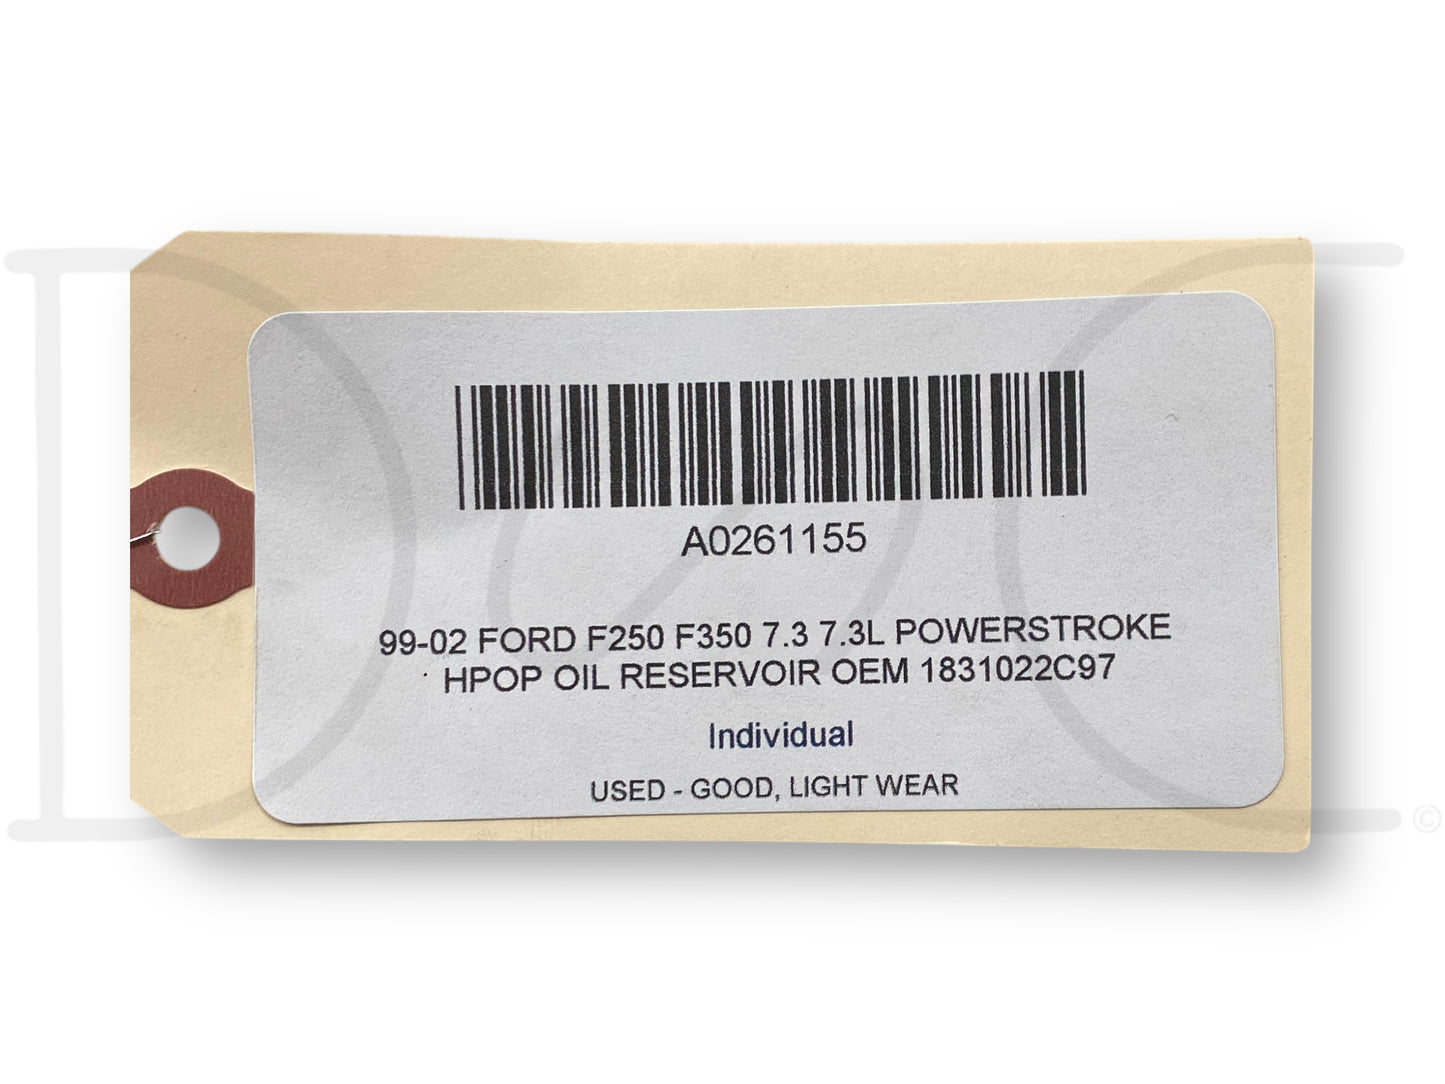 A0261155
99-02 FORD F250 F350 7.3 7.3L POWERSTROKE
HPOP OIL RESERVOIR OEM 1831022C97
Individual
USED - GOOD, LIGHT WEAR
©